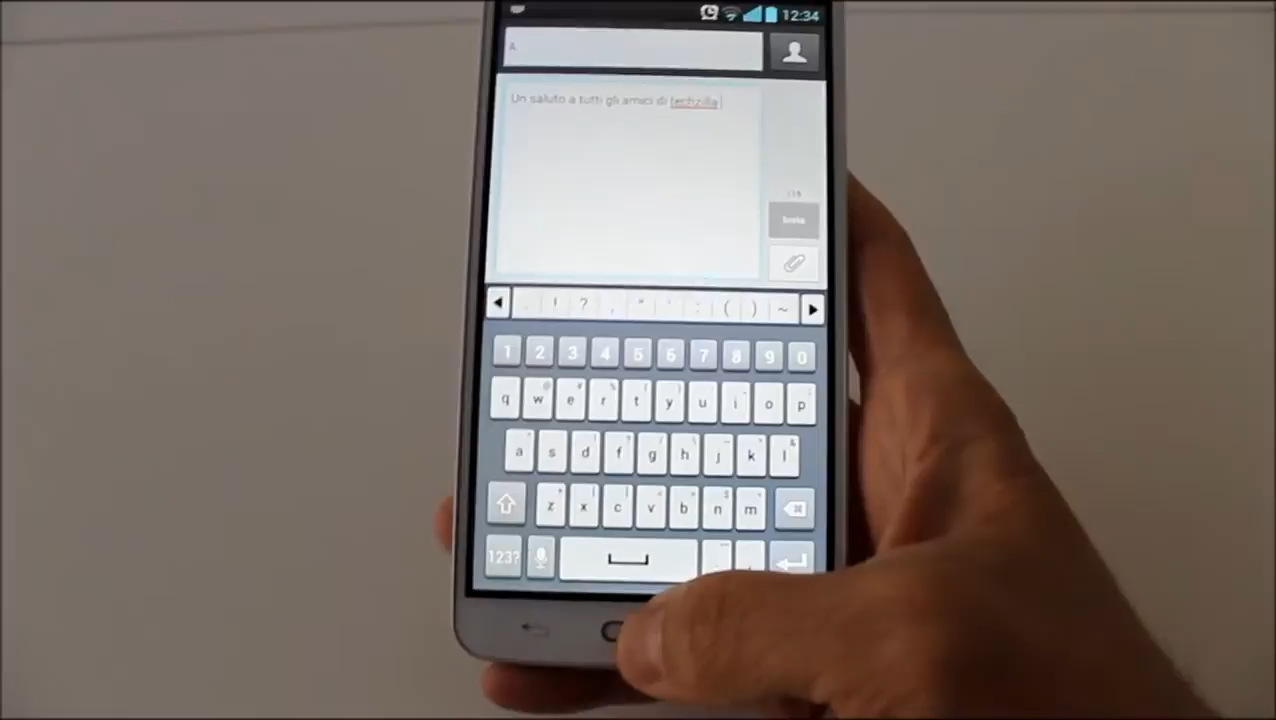 12:34
A
Un saluto a tutti gli amici di techzilla
Invia
. ! ? , " ' : ( ) ~
1 2 3 4 5 6 7 8 9 0
q w e r t y u i o p
a s d f g h j k l
z x c v b n m
123?